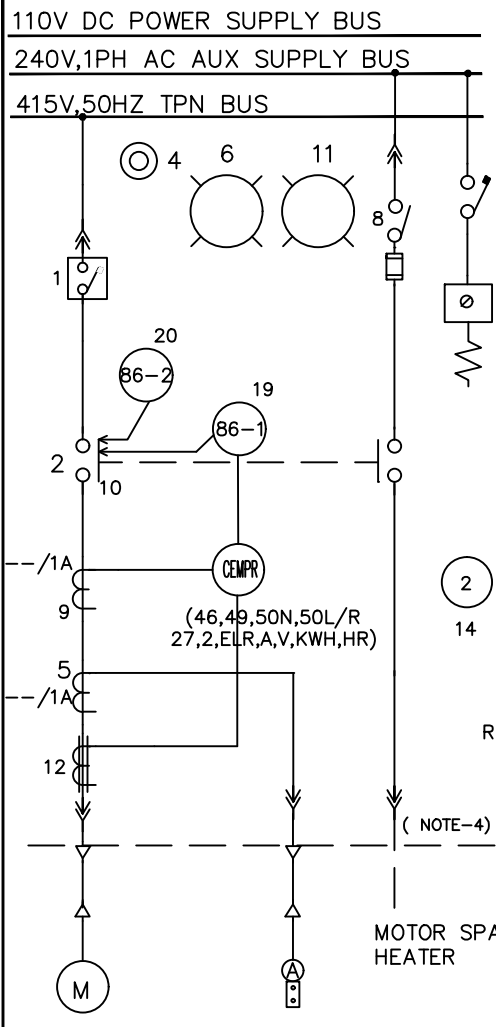 110V DC POWER SUPPLY BUS
240V,1PH AC AUX SUPPLY BUS
415V,50HZ TPN BUS
4
6
11
8
1
20
86-2
19
86-1
2
10
--/1A
CEMPR
9
(46,49,50N,50L/R
27,2,ELR,A,V,KWH,HR)
2
14
5
--/1A
R
12
( NOTE-4)
MOTOR SPA
HEATER
M
A